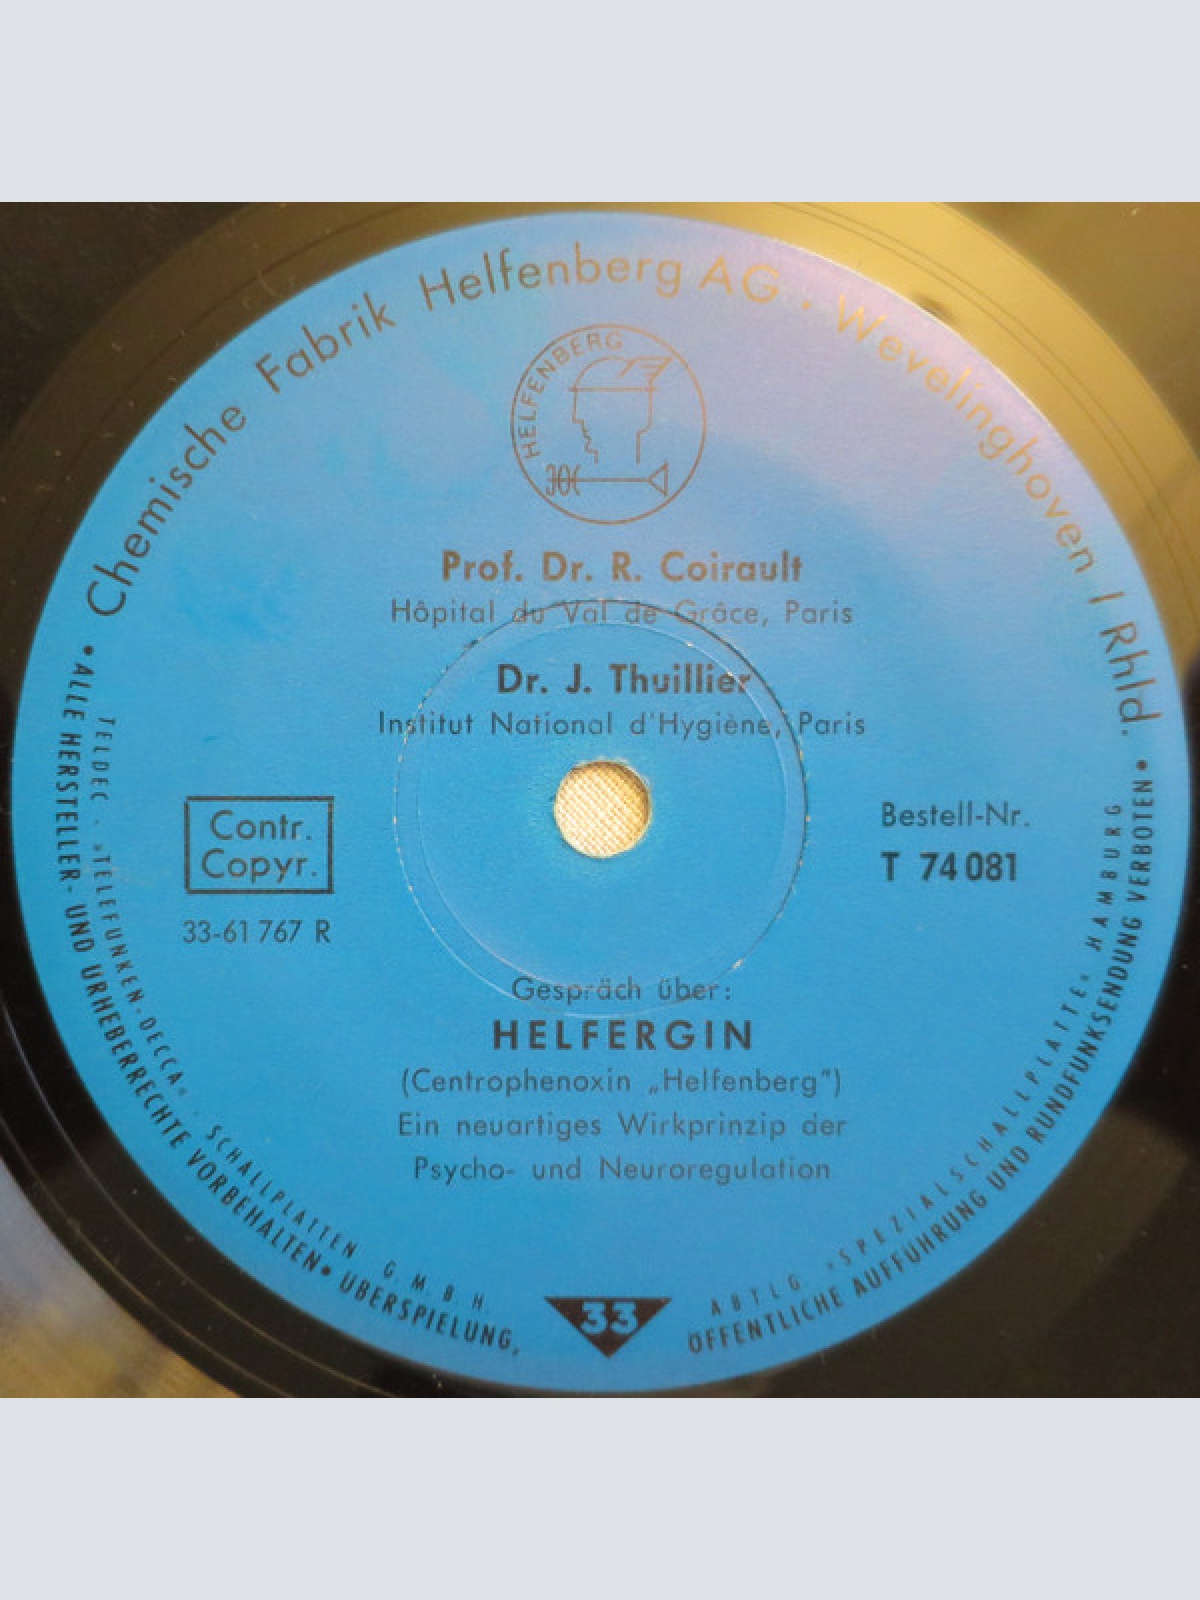 Chemische Fabrik Helfenberg AG · Wevelinghoven I Rhld.
HELFENBERG
Prof. Dr. R. Coirault
Hôpital du Val de Grâce, Paris
Dr. J. Thuillier
Institut National d'Hygiène, Paris
Contr.
Copyr.
33-61 767 R
Bestell-Nr.
T 74 081
Gespräch über:
HELFERGIN
(Centrophenoxin „Helfenberg")
Ein neuartiges Wirkprinzip der
Psycho- und Neuroregulation
TELDEC · »TELEFUNKEN-DECCA« · SCHALLPLATTEN G. M. B. H. ABTLG. »SPEZIALSCHALLPLATTE« HAMBURG
• ALLE HERSTELLER- UND URHEBERRECHTE VORBEHALTEN • ÜBERSPIELUNG, ÖFFENTLICHE AUFFÜHRUNG UND RUNDFUNKSENDUNG VERBOTEN •
33